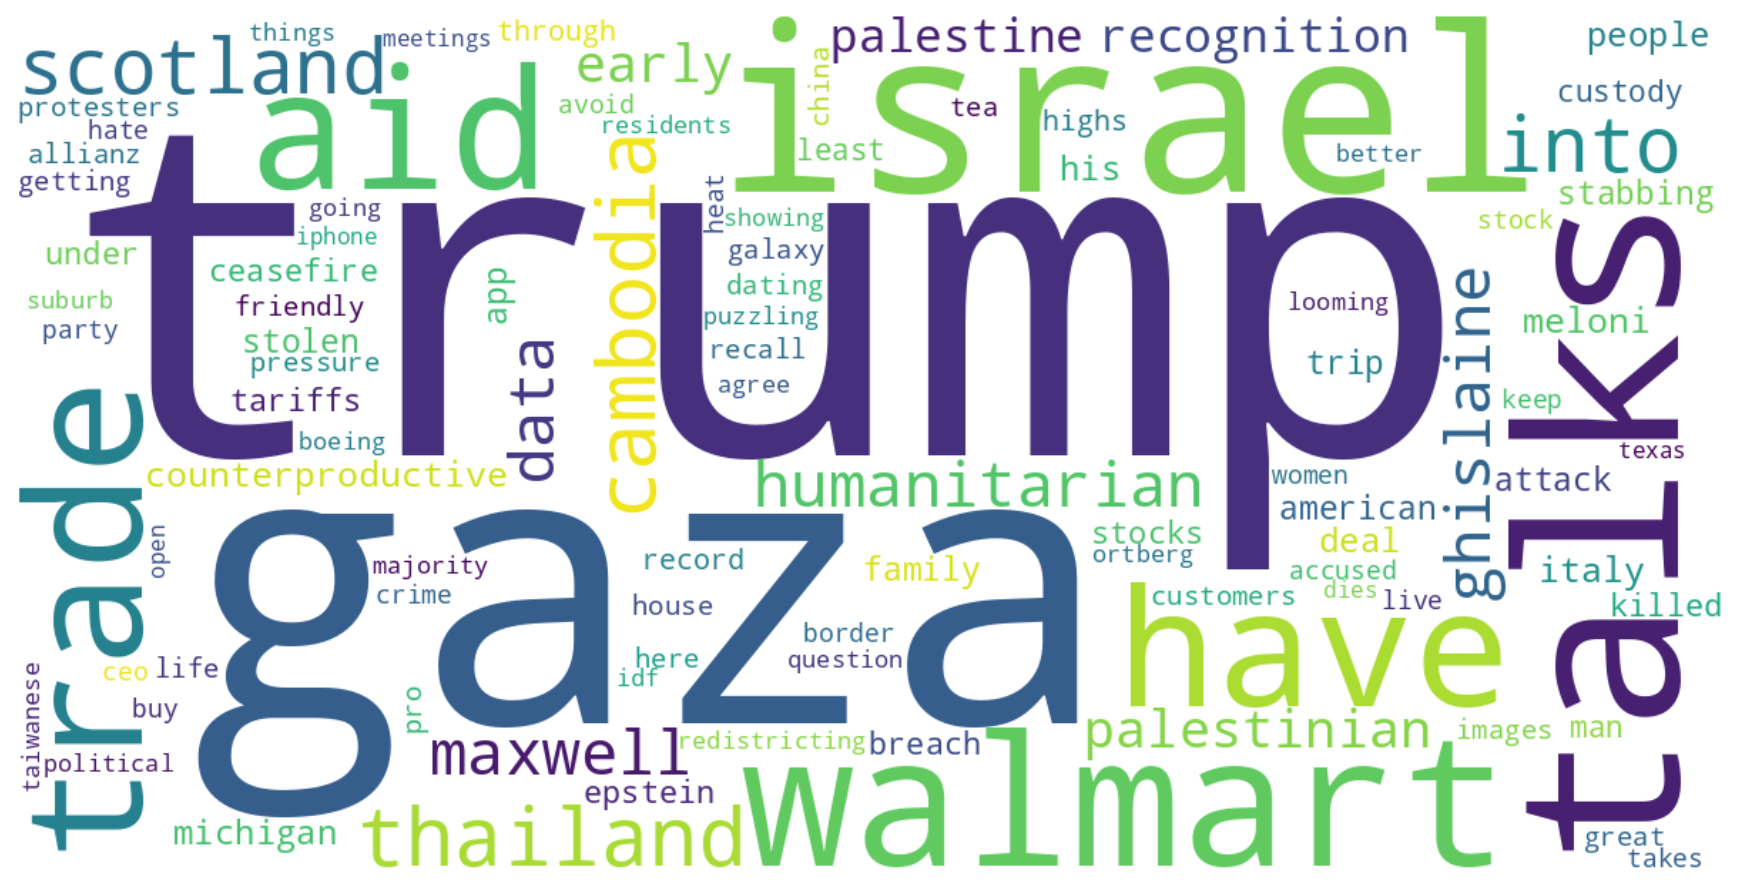 things
meetings
through
scotland
aid
early
israel
palestine
recognition
people
protesters
hate
allianz
getting
avoid
residents
china
least
tea
highs
his
better
custody
into
stabbing
stock
trump
going
iphone
ceasefire
friendly
stolen
pressure
tariffs
boeing
under
suburb
party
app
data
cambodia
heat
showing
galaxy
dating
puzzling
recall
agree
looming
trip
ghislaine
meloni
talks
keep
texas
trade
counterproductive
humanitarian
women
attack
american
open
gaza
majority
crime
record
house
family
stocks
ortberg
deal
accused
dies
live
italy
killed
customers
have
border
question
here
idf
taiwanese
ceo
life
buy
political
pro
maxwell
redistricting
breach
palestinian
images
man
epstein
michigan
thailand
walmart
great
takes